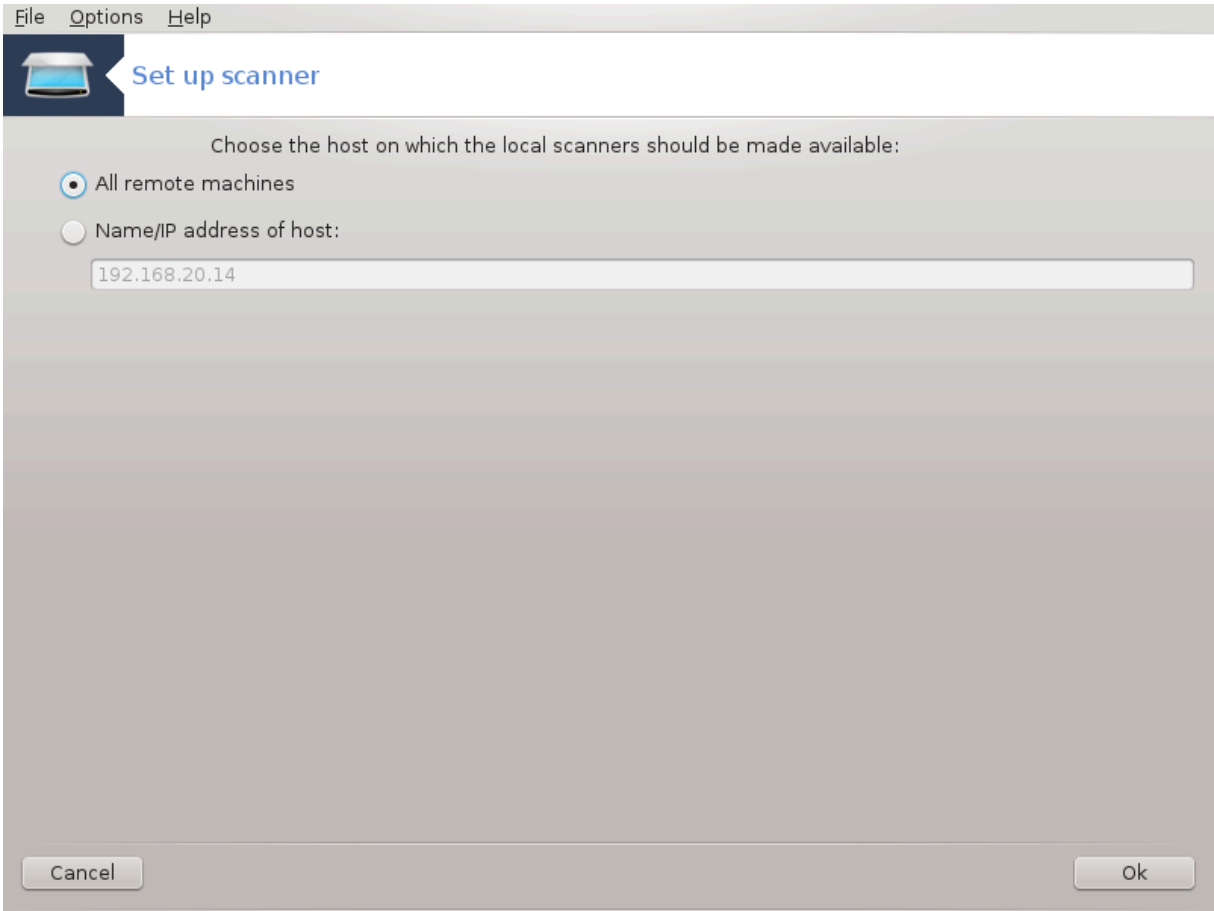 File Options Help
Set up scanner
Choose the host on which the local scanners should be made available:
All remote machines
Name/IP address of host:
192.168.20.14
Cancel Ok